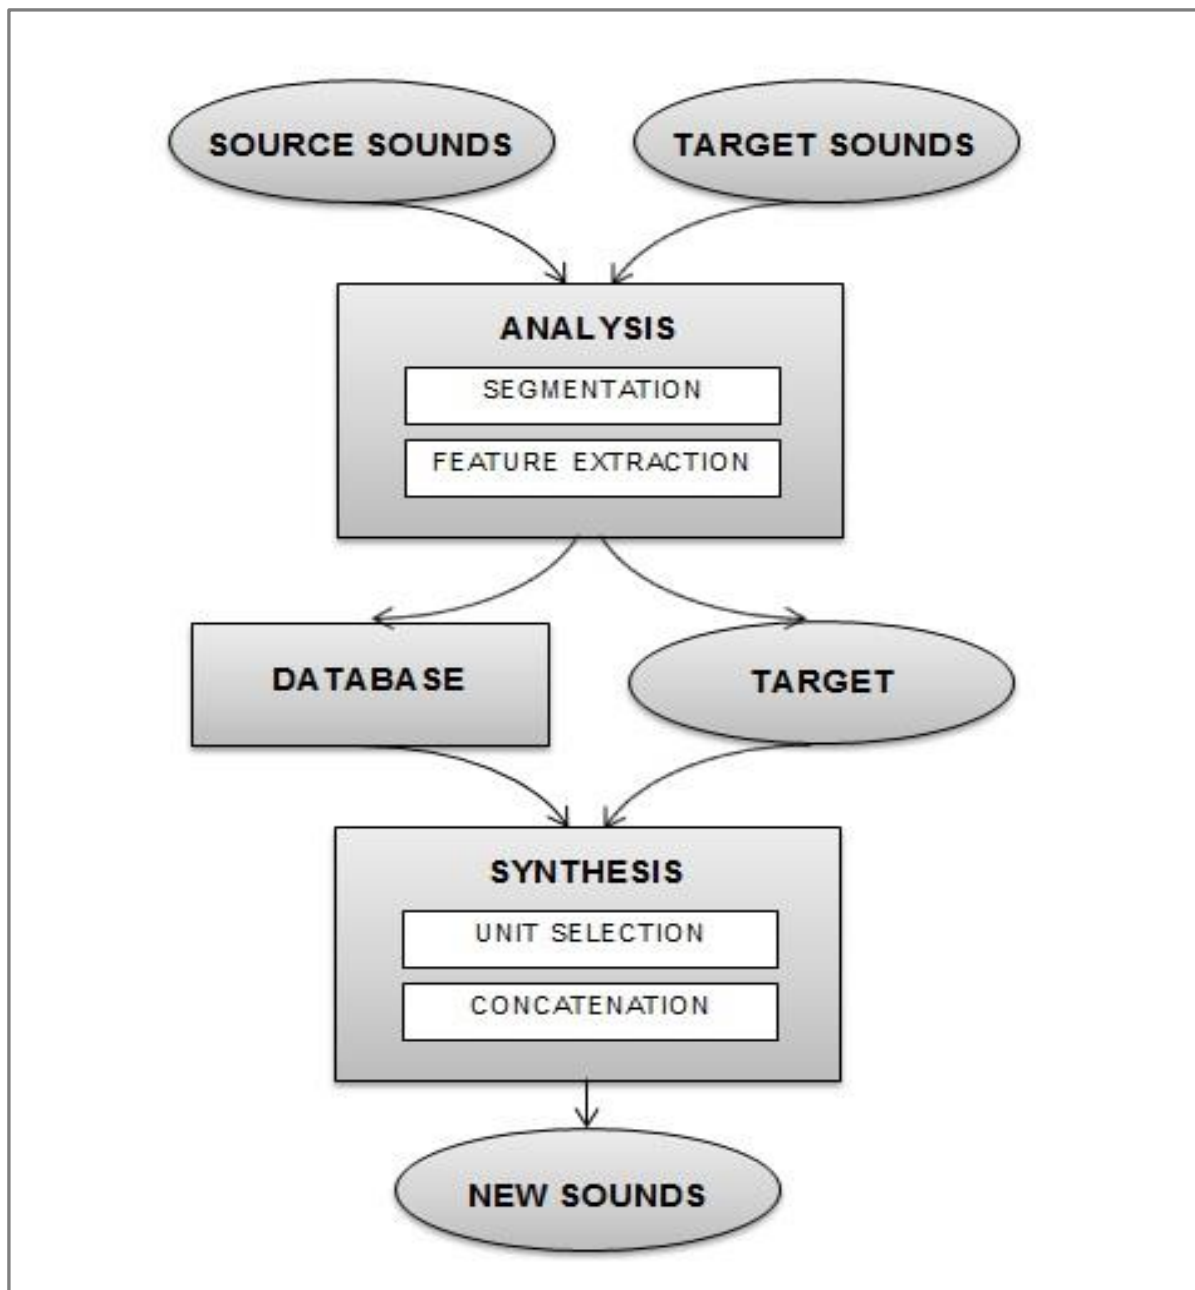 SOURCE SOUNDS
TARGET SOUNDS
ANALYSIS
SEGMENTATION
FEATURE EXTRACTION
DATABASE
TARGET
SYNTHESIS
UNIT SELECTION
CONCATENATION
NEW SOUNDS